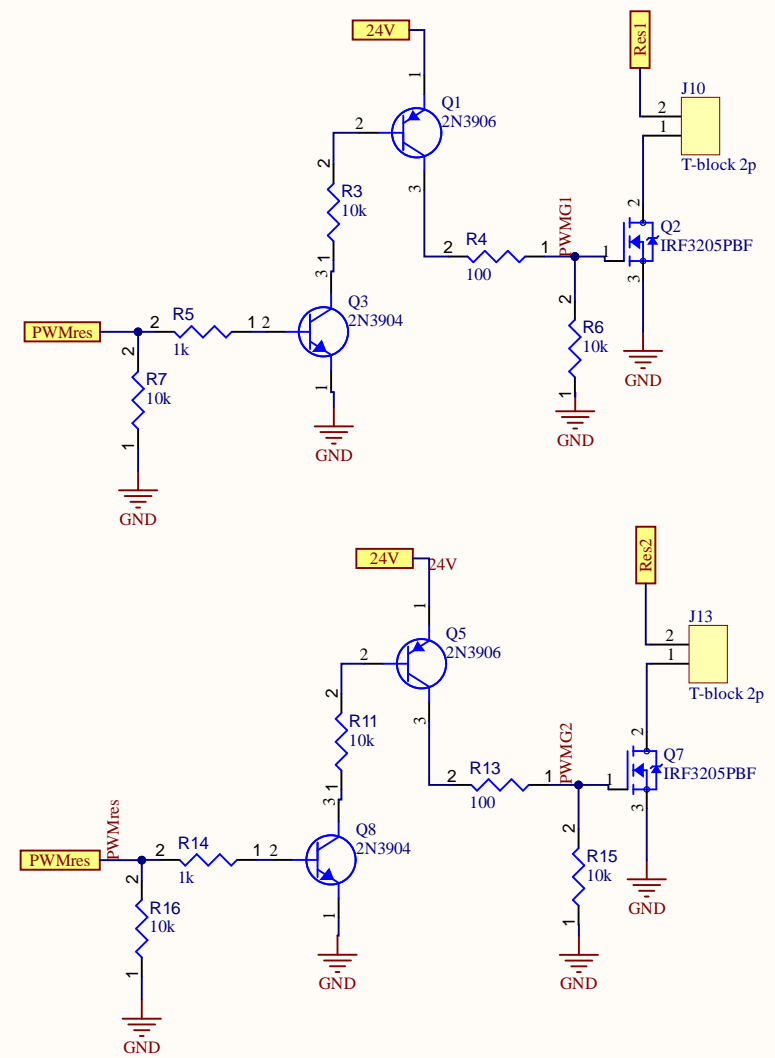 24V
Res1
J10
2
1
T-block 2p
1
Q1
2N3906
2
3
2
R3
10k
1
3
Q3
2N3904
PWMres
2
R5
1
2
1k
2
R7
10k
1
GND
1
GND
2
R4
1
100
PWMG1
1
2
Q2
IRF3205PBF
3
GND
2
R6
10k
1
GND
24V
24V
Res2
J13
2
1
T-block 2p
1
Q5
2N3906
2
3
2
R11
10k
1
3
Q8
2N3904
PWMres
PWMres
2
R14
1
2
1k
2
R16
10k
1
GND
1
GND
2
R13
1
100
PWMG2
1
2
Q7
IRF3205PBF
3
GND
2
R15
10k
1
GND